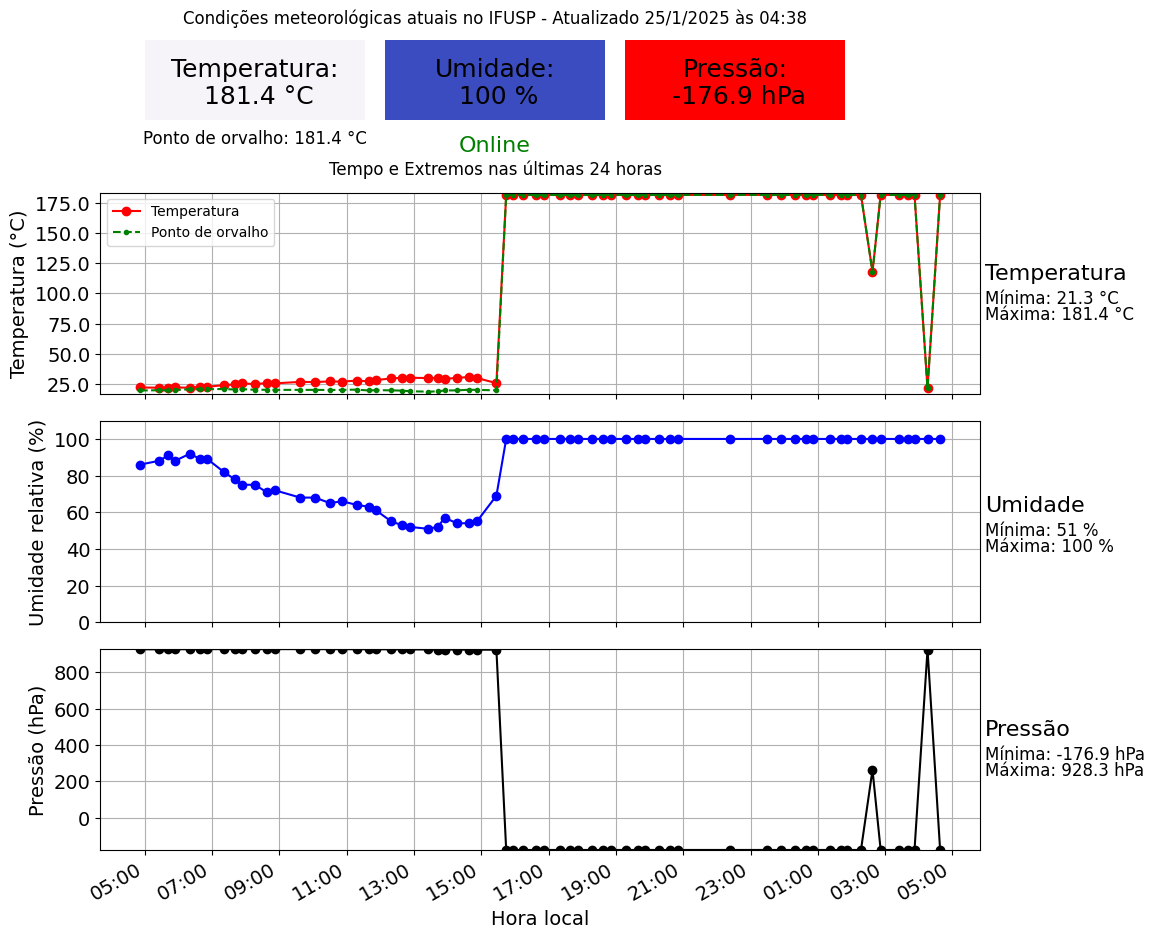 Condições meteorológicas atuais no IFUSP - Atualizado 25/1/2025 às 04:38
Temperatura:
181.4 °C
Umidade:
100 %
Pressão:
-176.9 hPa
Ponto de orvalho: 181.4 °C
Online
Tempo e Extremos nas últimas 24 horas
Temperatura (°C)
175.0
150.0
125.0
100.0
75.0
50.0
25.0
Temperatura
Ponto de orvalho
Temperatura
Mínima: 21.3 °C
Máxima: 181.4 °C
Umidade relativa (%)
100
80
60
40
20
0
Umidade
Mínima: 51 %
Máxima: 100 %
Pressão (hPa)
800
600
400
200
0
Pressão
Mínima: -176.9 hPa
Máxima: 928.3 hPa
05:00 07:00 09:00 11:00 13:00 15:00 17:00 19:00 21:00 23:00 01:00 03:00 05:00
Hora local